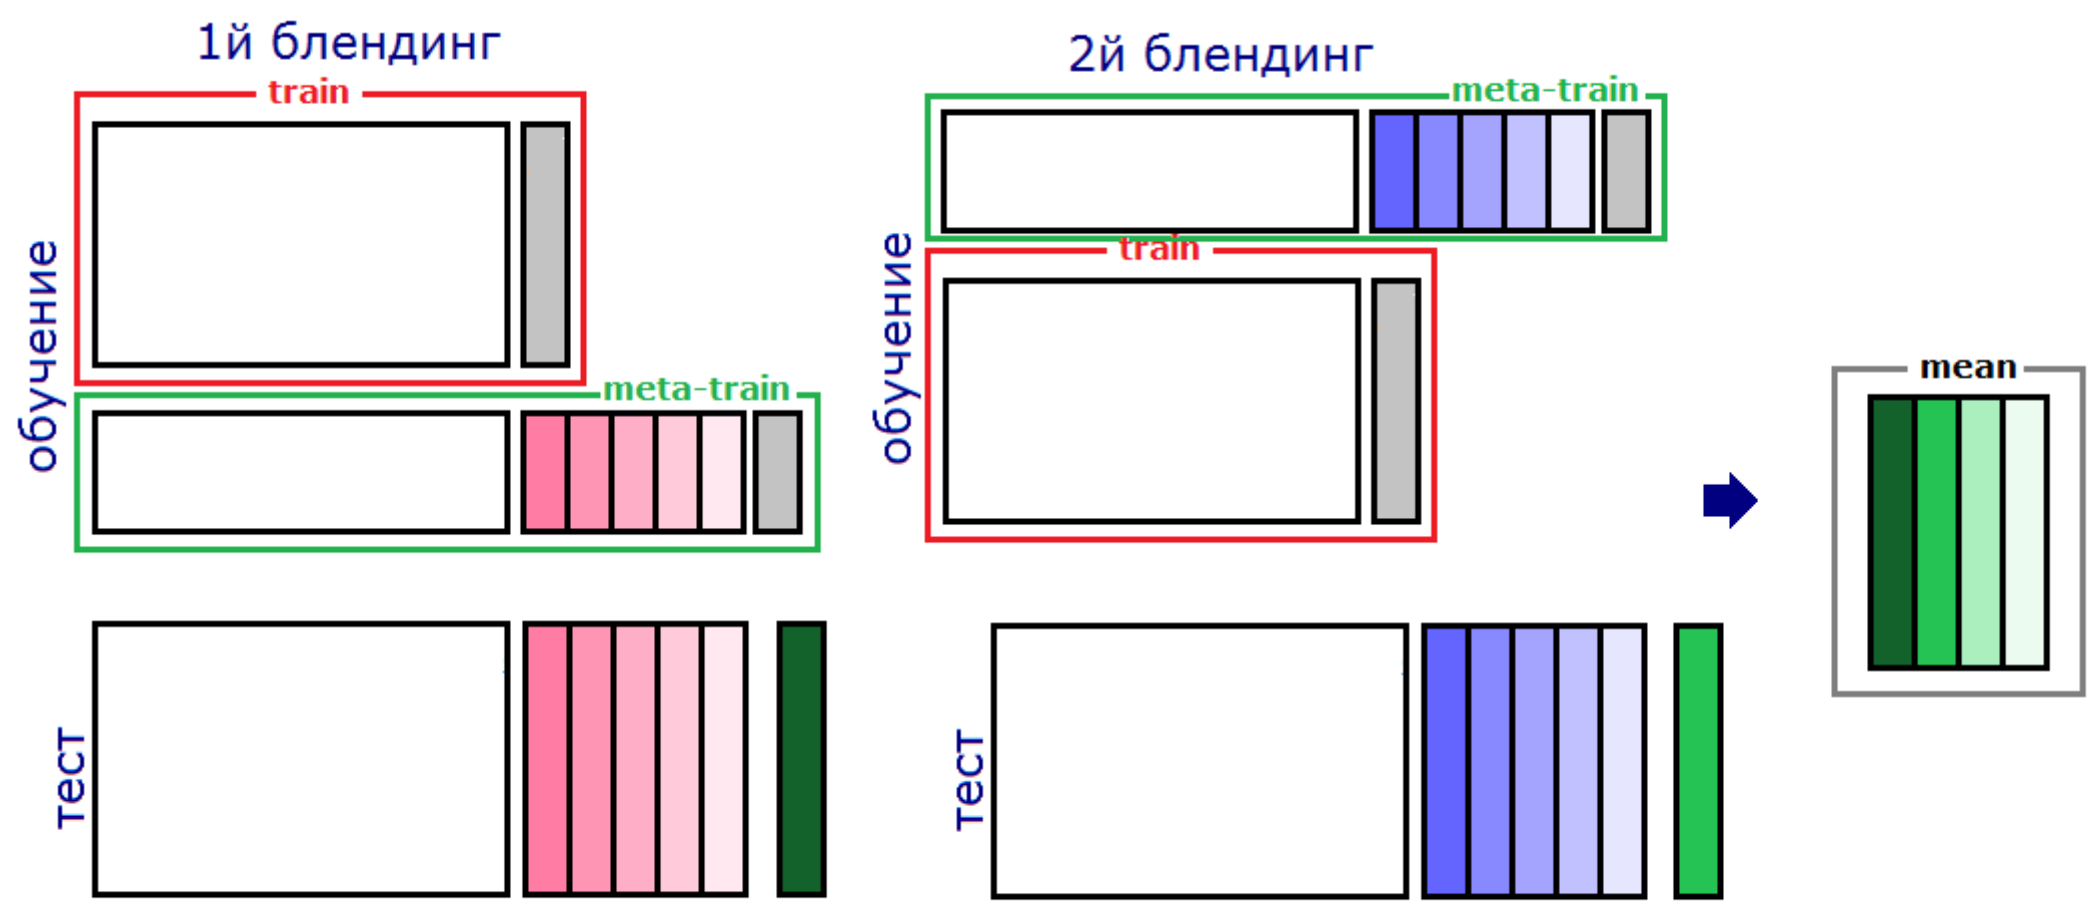 1й блендинг
train
обучение
meta-train
тест
2й блендинг
meta-train
обучение
train
тест
mean